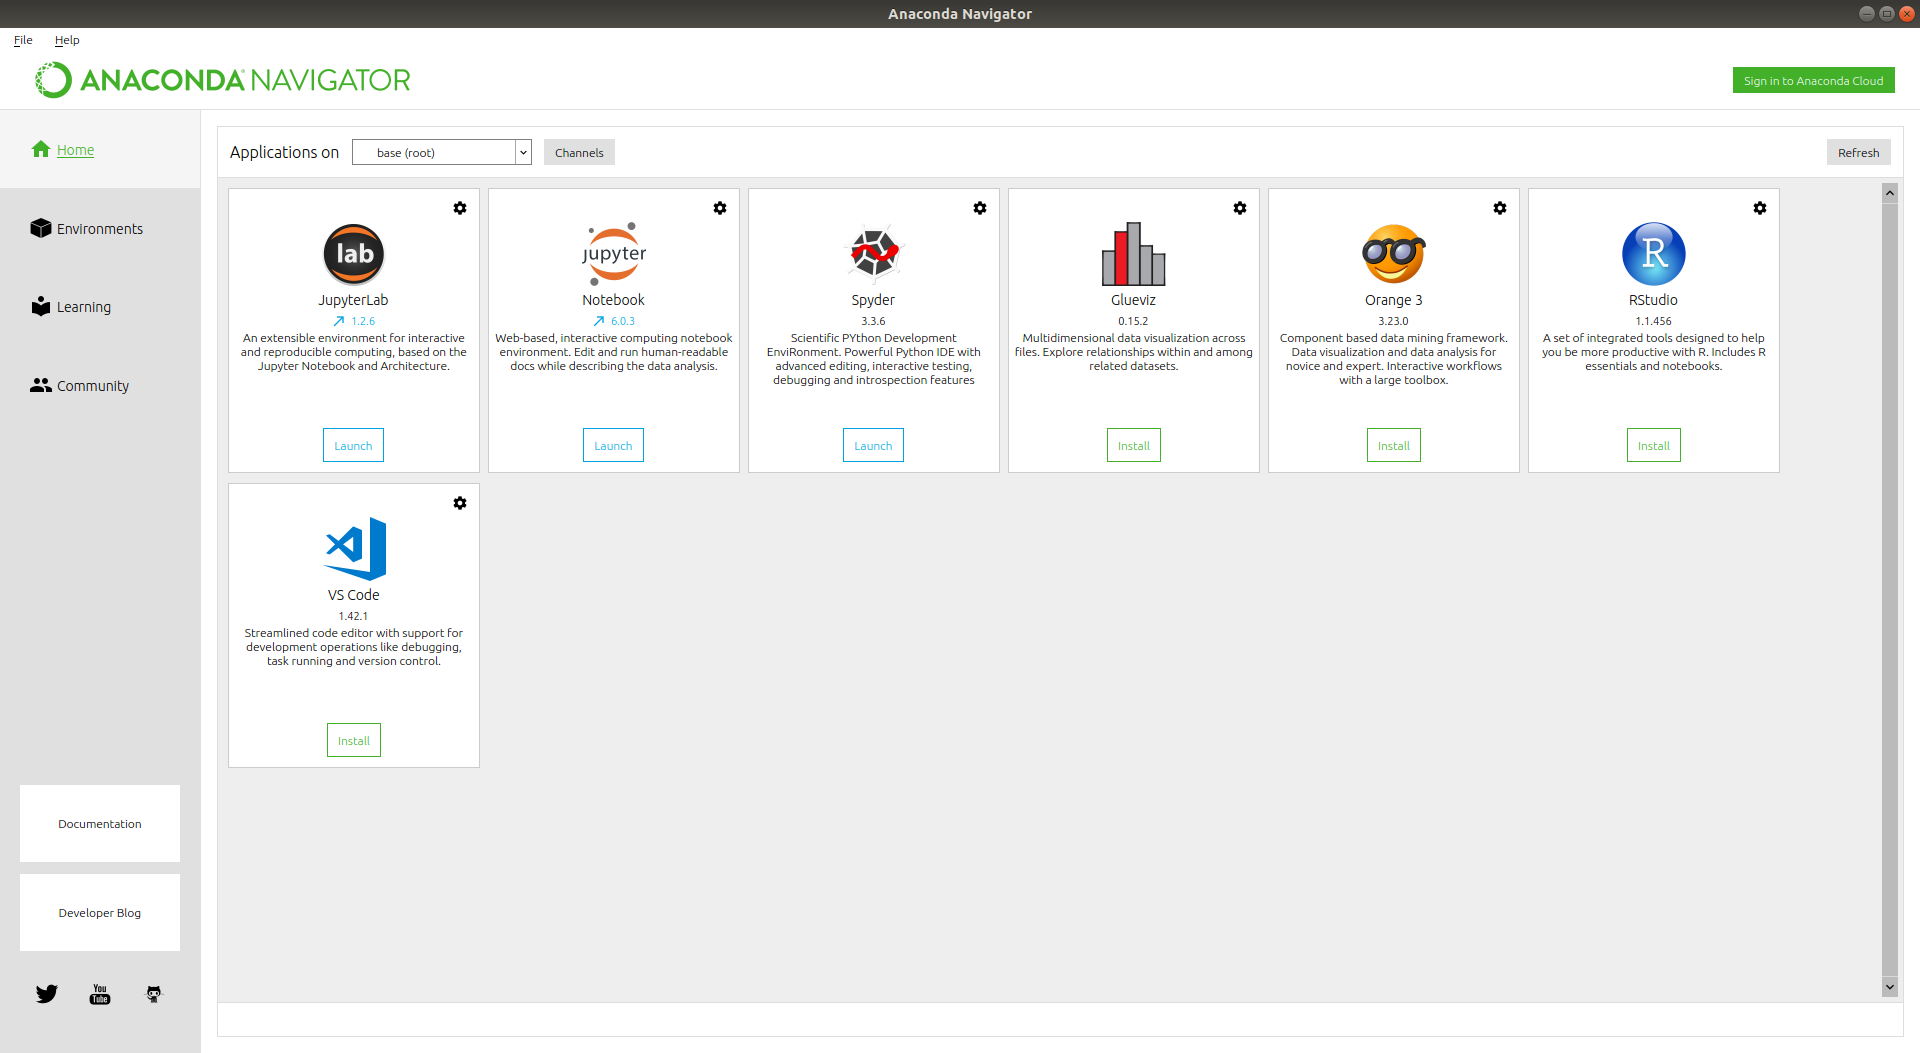 Anaconda Navigator
File Help
ANACONDA NAVIGATOR
Sign in to Anaconda Cloud
Home
Environments
Learning
Community
Documentation
Developer Blog
You
Tube
Applications on base (root) Channels Refresh
lab
JupyterLab
1.2.6
An extensible environment for interactive
and reproducible computing, based on the
Jupyter Notebook and Architecture.
Launch
jupyter
Notebook
6.0.3
Web-based, interactive computing notebook
environment. Edit and run human-readable
docs while describing the data analysis.
Launch
Spyder
3.3.6
Scientific PYthon Development
EnviRonment. Powerful Python IDE with
advanced editing, interactive testing,
debugging and introspection features
Launch
Glueviz
0.15.2
Multidimensional data visualization across
files. Explore relationships within and among
related datasets.
Install
Orange 3
3.23.0
Component based data mining framework.
Data visualization and data analysis for
novice and expert. Interactive workflows
with a large toolbox.
Install
R
RStudio
1.1.456
A set of integrated tools designed to help
you be more productive with R. Includes R
essentials and notebooks.
Install
VS Code
1.42.1
Streamlined code editor with support for
development operations like debugging,
task running and version control.
Install